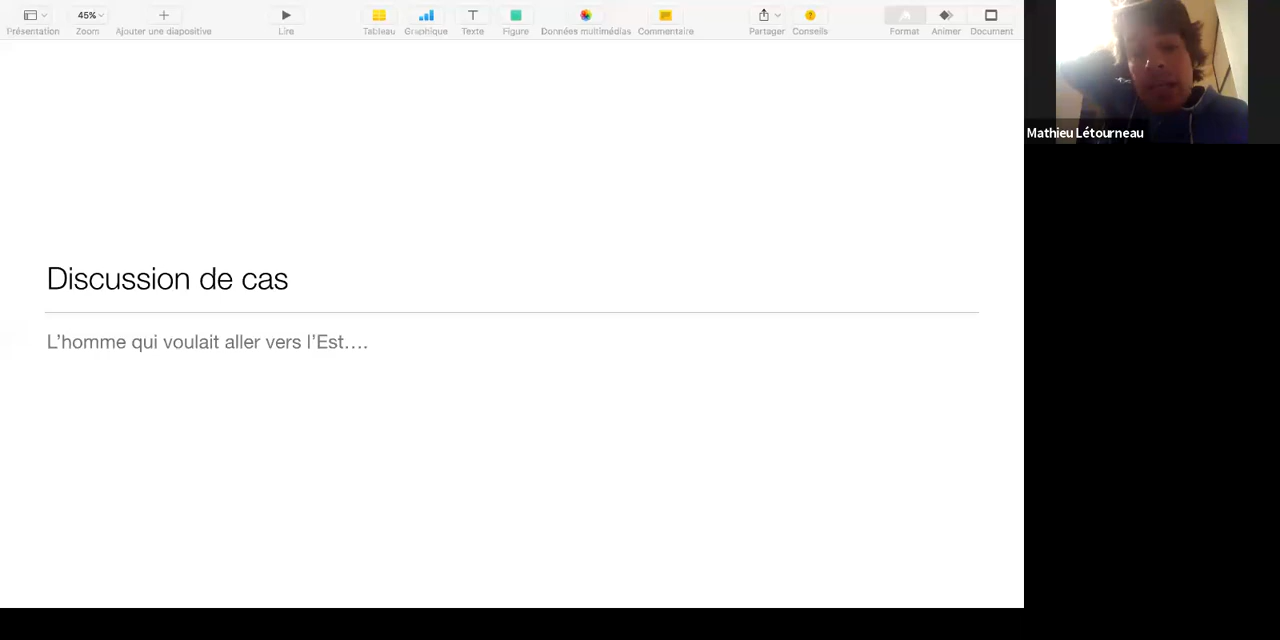 45%
Présentation Zoom Ajouter une diapositive Lire Tableau Graphique Texte Figure Données multimédias Commentaire Partager Conseils Format Animer Document
Mathieu Létourneau
Discussion de cas
L'homme qui voulait aller vers l'Est....